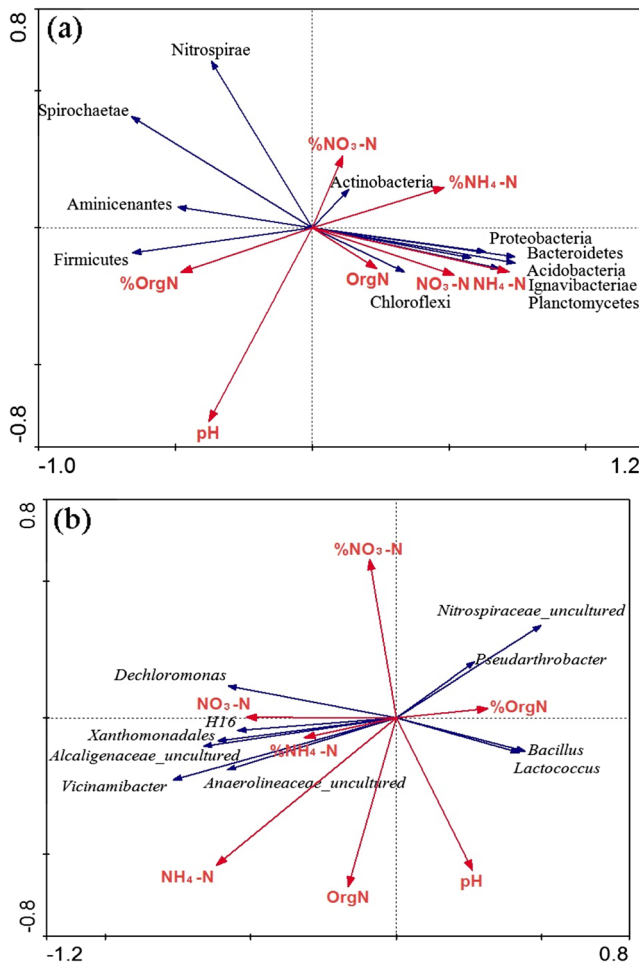 (a)
0.8
Nitrospirae
Spirochaetae
%NO₃-N
Actinobacteria
%NH₄-N
Aminicenantes
Proteobacteria
Firmicutes
Bacteroidetes
%OrgN
OrgN
Acidobacteria
NO₃-N NH₄-N
Ignavibacteriae
Chloroflexi
Planctomycetes
pH
-0.8
-1.0
1.2
(b)
0.8
%NO₃-N
Nitrospiraceae_uncultured
Pseudarthrobacter
Dechloromonas
NO₃-N
%OrgN
H16
Xanthomonadales
%NH₄-N
Alcaligenaceae_uncultured
Bacillus
Lactococcus
Vicinamibacter
Anaerolineaceae_uncultured
NH₄-N
OrgN
pH
-0.8
-1.2
0.8